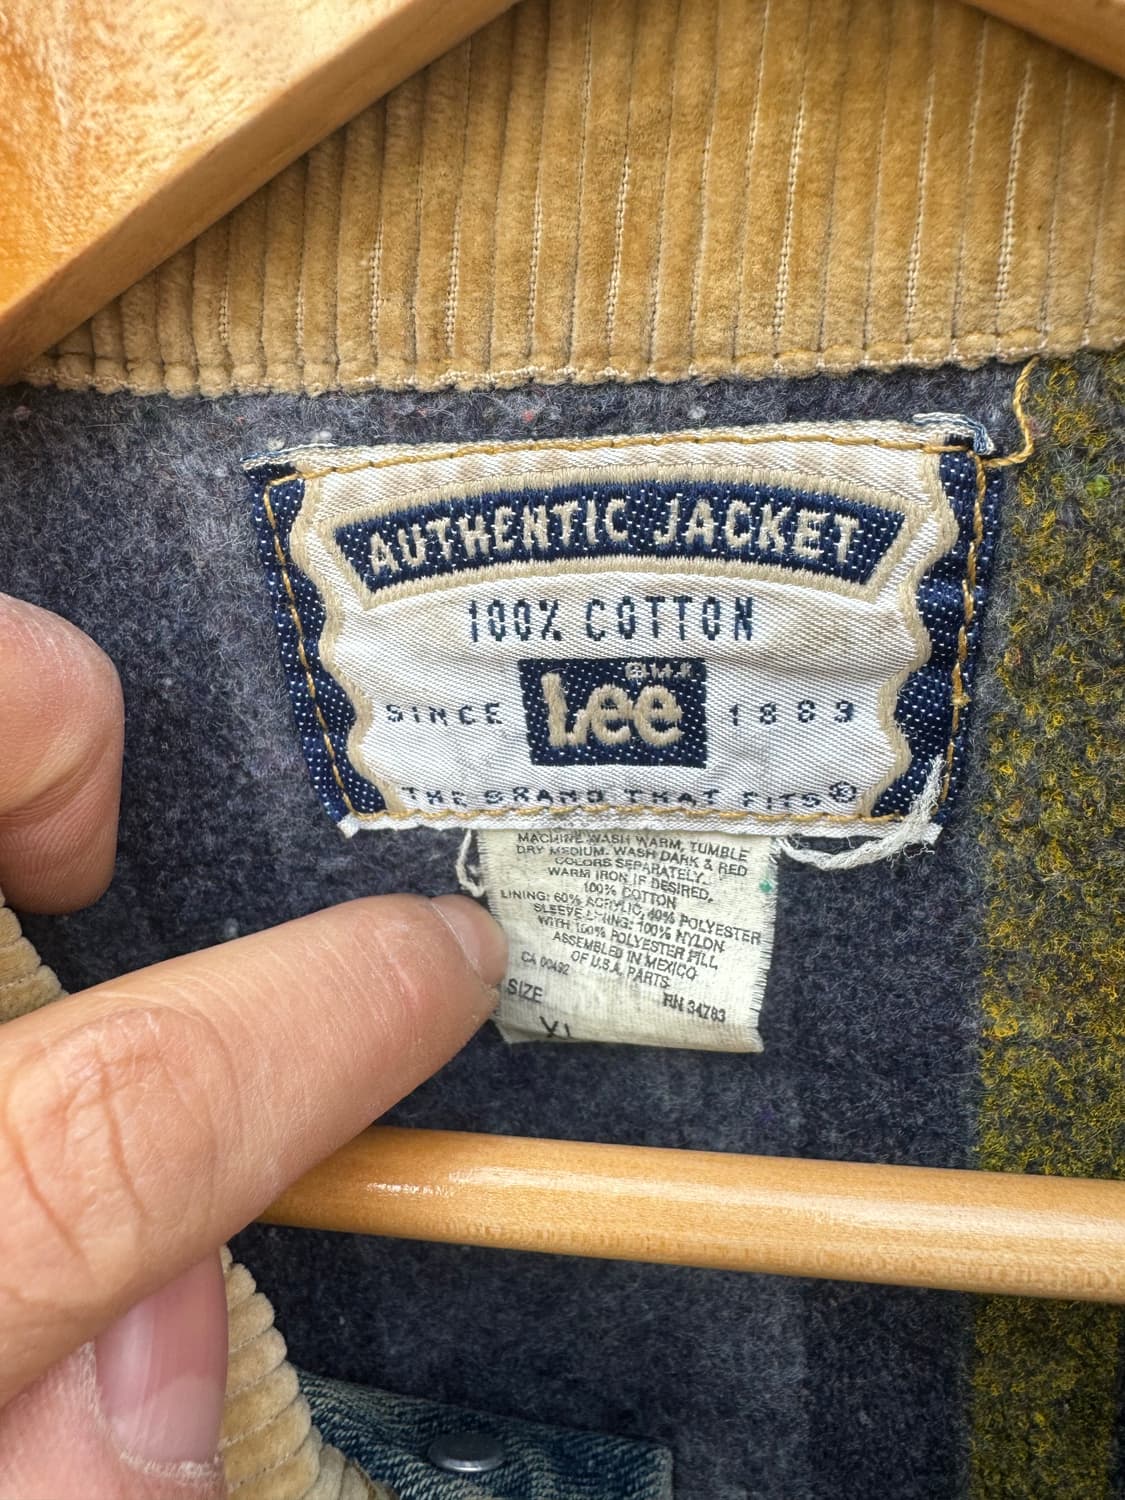 AUTHENTIC JACKET
100% COTTON
SINCE Lee 1889
THE BRAND THAT FITS®
MACHINE WASH WARM, TUMBLE
DRY MEDIUM. WASH DARK & RED
COLORS SEPARATELY.
WARM IRON IF DESIRED.
100% COTTON
LINING: 60% ACRYLIC, 40% POLYESTER
SLEEVE LINING: 100% NYLON
WITH 100% POLYESTER FILL
ASSEMBLED IN MEXICO
OF U.S.A. PARTS
CA 00492
SIZE RN 34783
XL